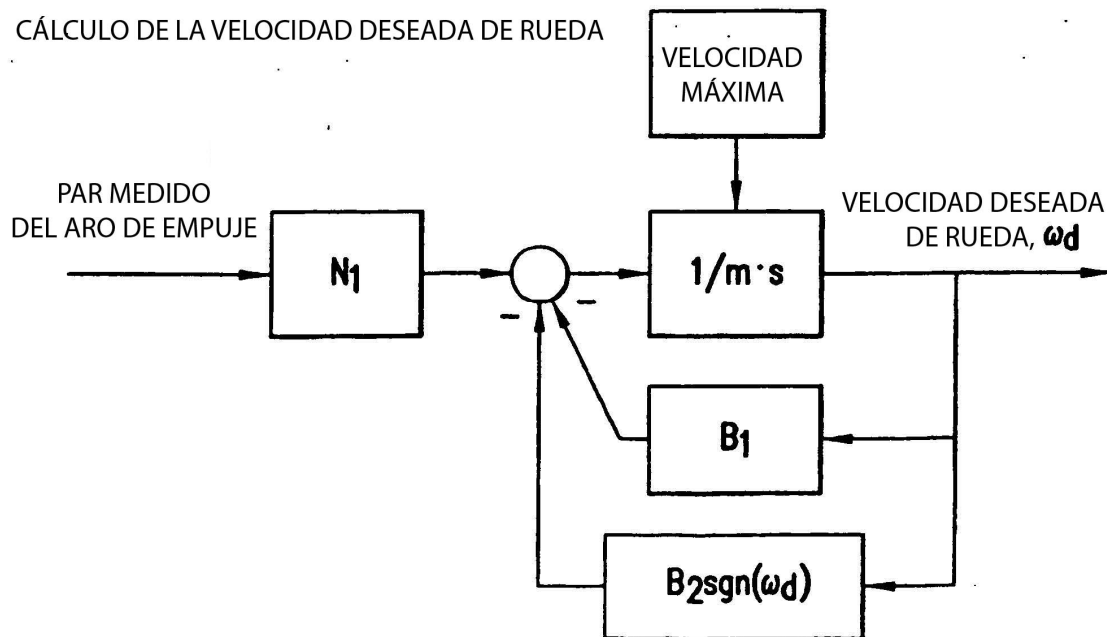 CÁLCULO DE LA VELOCIDAD DESEADA DE RUEDA
VELOCIDAD
MÁXIMA
PAR MEDIDO
DEL ARO DE EMPUJE
N1
1/m·s
VELOCIDAD DESEADA
DE RUEDA, ωd
-
-
B1
B2sgn(ωd)